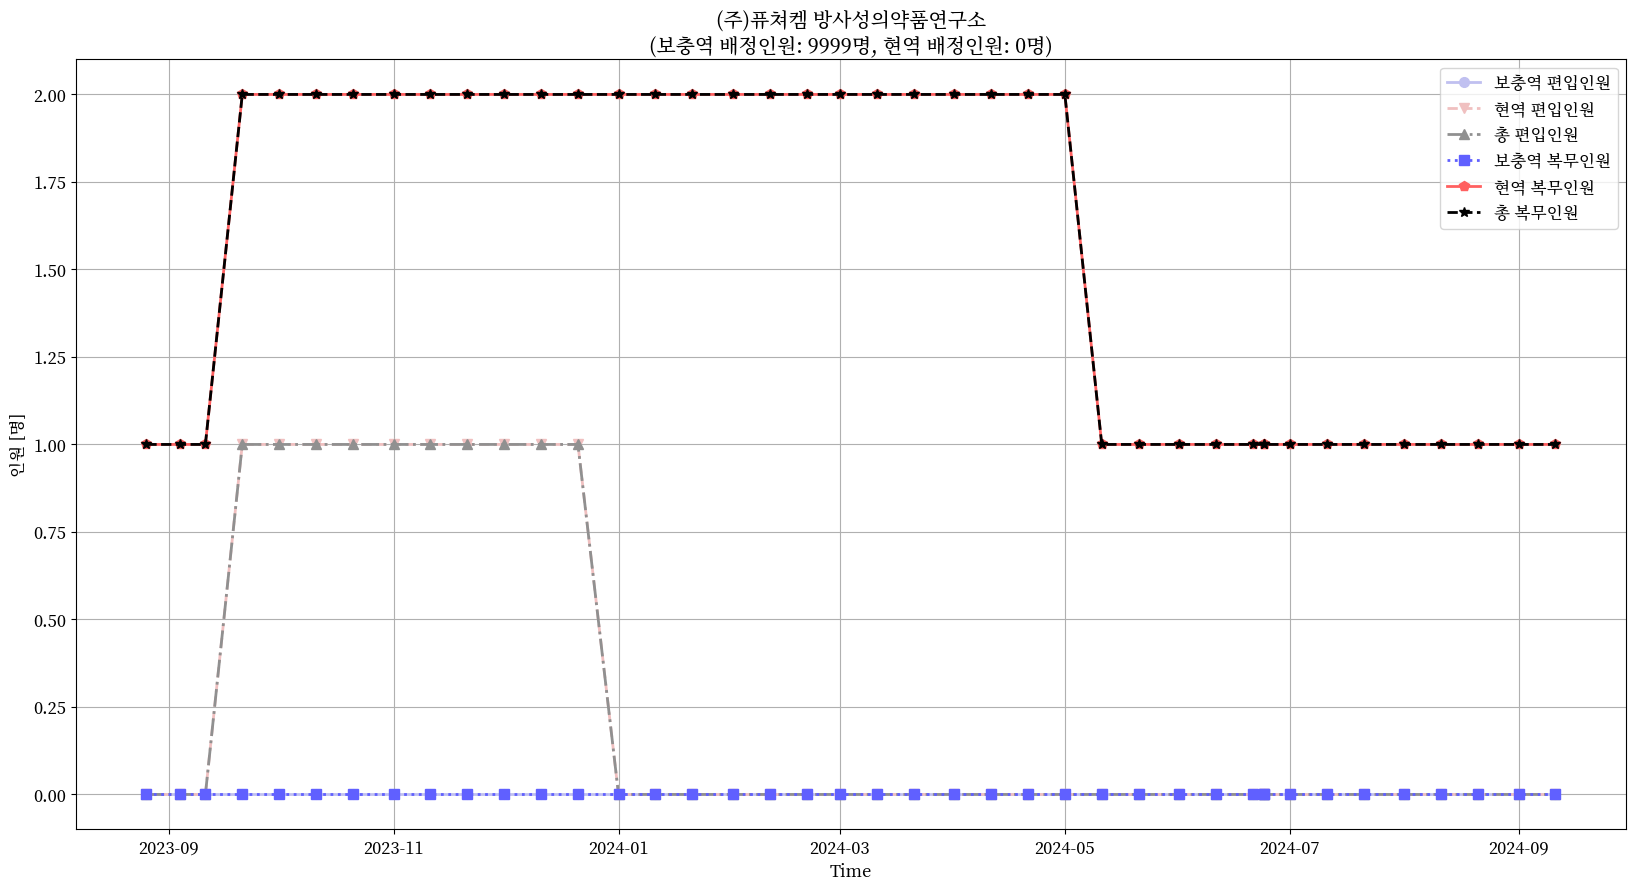 (주)퓨쳐켐 방사성의약품연구소
(보충역 배정인원: 9999명, 현역 배정인원: 0명)
보충역 편입인원
현역 편입인원
총 편입인원
보충역 복무인원
현역 복무인원
총 복무인원
인원 [명]
2.00
1.75
1.50
1.25
1.00
0.75
0.50
0.25
0.00
2023-09
2023-11
2024-01
2024-03
2024-05
2024-07
2024-09
Time